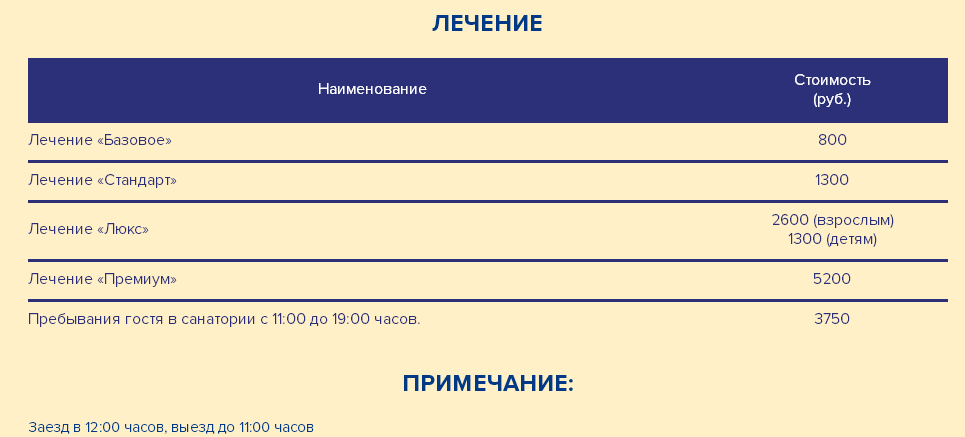 ЛЕЧЕНИЕ
Наименование
Стоимость
(руб.)
Лечение «Базовое» 800
Лечение «Стандарт» 1300
Лечение «Люкс»
2600 (взрослым)
1300 (детям)
Лечение «Премиум» 5200
Пребывания гостя в санатории с 11:00 до 19:00 часов. 3750
ПРИМЕЧАНИЕ:
Заезд в 12:00 часов, выезд до 11:00 часов